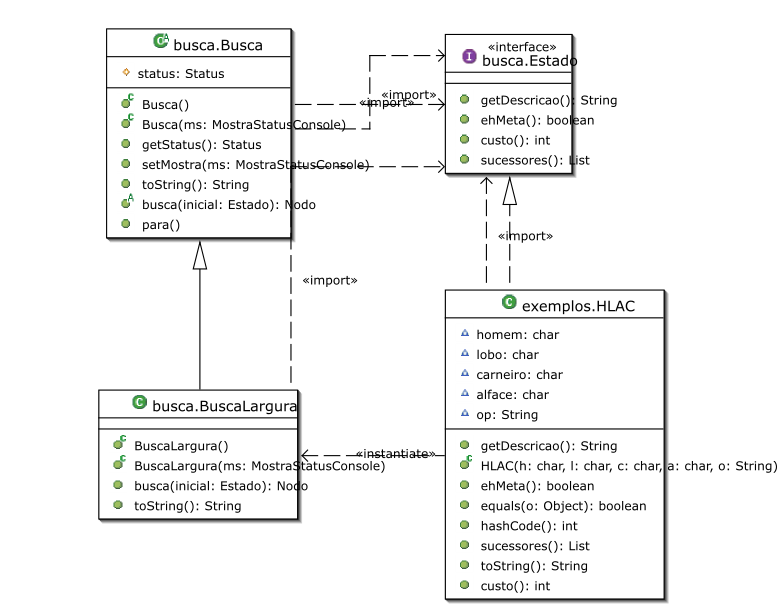 busca.Busca
status: Status
Busca()
Busca(ms: MostraStatusConsole)
getStatus(): Status
setMostra(ms: MostraStatusConsole)
toString(): String
busca(inicial: Estado): Nodo
para()
«import»
«import»
«interface»
busca.Estado
getDescricao(): String
ehMeta(): boolean
custo(): int
sucessores(): List
«import»
«import»
busca.BuscaLargura
BuscaLargura()
BuscaLargura(ms: MostraStatusConsole)
busca(inicial: Estado): Nodo
toString(): String
«instantiate»
exemplos.HLAC
homem: char
lobo: char
carneiro: char
alface: char
op: String
getDescricao(): String
HLAC(h: char, l: char, c: char, a: char, o: String)
ehMeta(): boolean
equals(o: Object): boolean
hashCode(): int
sucessores(): List
toString(): String
custo(): int